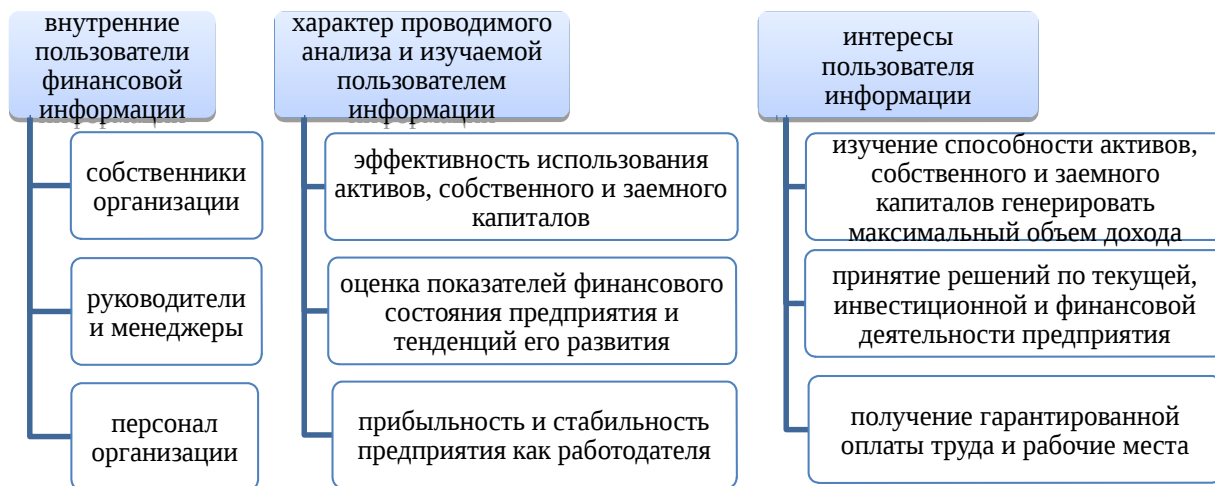 внутренние
пользователи
финансовой
информации
собственники
организации
руководители
и менеджеры
персонал
организации
характер проводимого
анализа и изучаемой
пользователем
информации
эффективность использования
активов, собственного и заемного
капиталов
оценка показателей финансового
состояния предприятия и
тенденций его развития
прибыльность и стабильность
предприятия как работодателя
интересы
пользователя
информации
изучение способности активов,
собственного и заемного
капиталов генерировать
максимальный объем дохода
принятие решений по текущей,
инвестиционной и финансовой
деятельности предприятия
получение гарантированной
оплаты труда и рабочие места